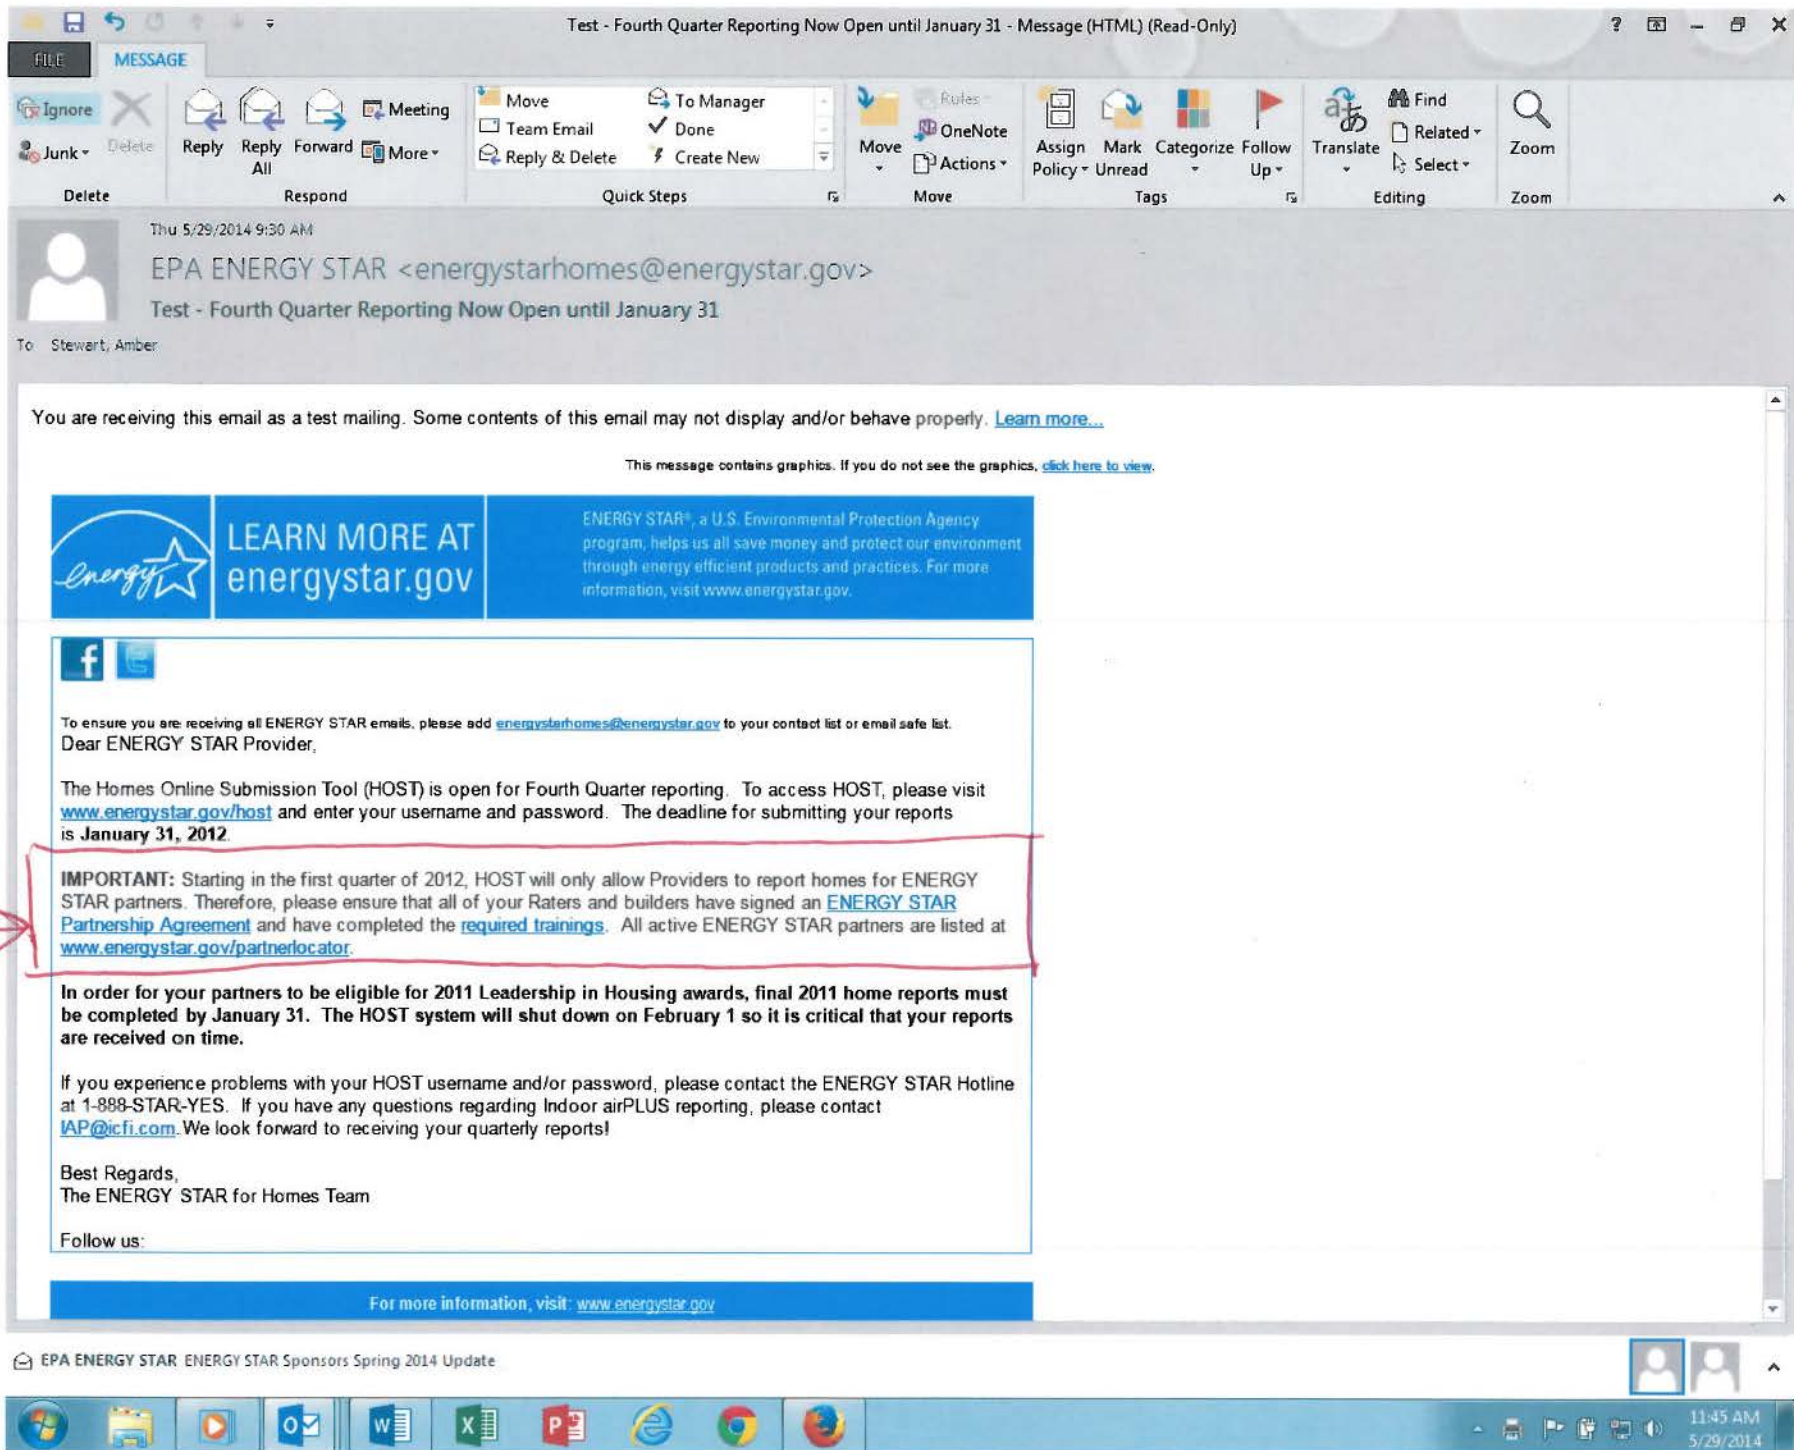 Test - Fourth Quarter Reporting Now Open until January 31 - Message (HTML) (Read-Only)
?
FILE MESSAGE
Ignore
Junk
Delete
Reply
Reply All
Forward
Meeting
More
Move
Team Email
Reply & Delete
To Manager
Done
Create New
Move
Rules
OneNote
Actions
Assign Policy
Mark Unread
Categorize
Follow Up
Translate
Find
Related
Select
Zoom
Delete Respond Quick Steps Move Tags Editing Zoom
Thu 5/29/2014 9:30 AM
EPA ENERGY STAR <energystarhomes@energystar.gov>
Test - Fourth Quarter Reporting Now Open until January 31
To Stewart, Amber
You are receiving this email as a test mailing. Some contents of this email may not display and/or behave properly. Learn more...
This message contains graphics. If you do not see the graphics, click here to view.
energy
LEARN MORE AT
energystar.gov
ENERGY STAR®, a U.S. Environmental Protection Agency
program, helps us all save money and protect our environment
through energy efficient products and practices. For more
information, visit www.energystar.gov.
To ensure you are receiving all ENERGY STAR emails, please add energystarhomes@energystar.gov to your contact list or email safe list.
Dear ENERGY STAR Provider,
The Homes Online Submission Tool (HOST) is open for Fourth Quarter reporting. To access HOST, please visit
www.energystar.gov/host and enter your username and password. The deadline for submitting your reports
is January 31, 2012.
IMPORTANT: Starting in the first quarter of 2012, HOST will only allow Providers to report homes for ENERGY
STAR partners. Therefore, please ensure that all of your Raters and builders have signed an ENERGY STAR
Partnership Agreement and have completed the required trainings. All active ENERGY STAR partners are listed at
www.energystar.gov/partnerlocator.
In order for your partners to be eligible for 2011 Leadership in Housing awards, final 2011 home reports must
be completed by January 31. The HOST system will shut down on February 1 so it is critical that your reports
are received on time.
If you experience problems with your HOST username and/or password, please contact the ENERGY STAR Hotline
at 1-888-STAR-YES. If you have any questions regarding Indoor airPLUS reporting, please contact
IAP@icfi.com. We look forward to receiving your quarterly reports!
Best Regards,
The ENERGY STAR for Homes Team
Follow us:
For more information, visit: www.energystar.gov
EPA ENERGY STAR ENERGY STAR Sponsors Spring 2014 Update
11:45 AM
5/29/2014